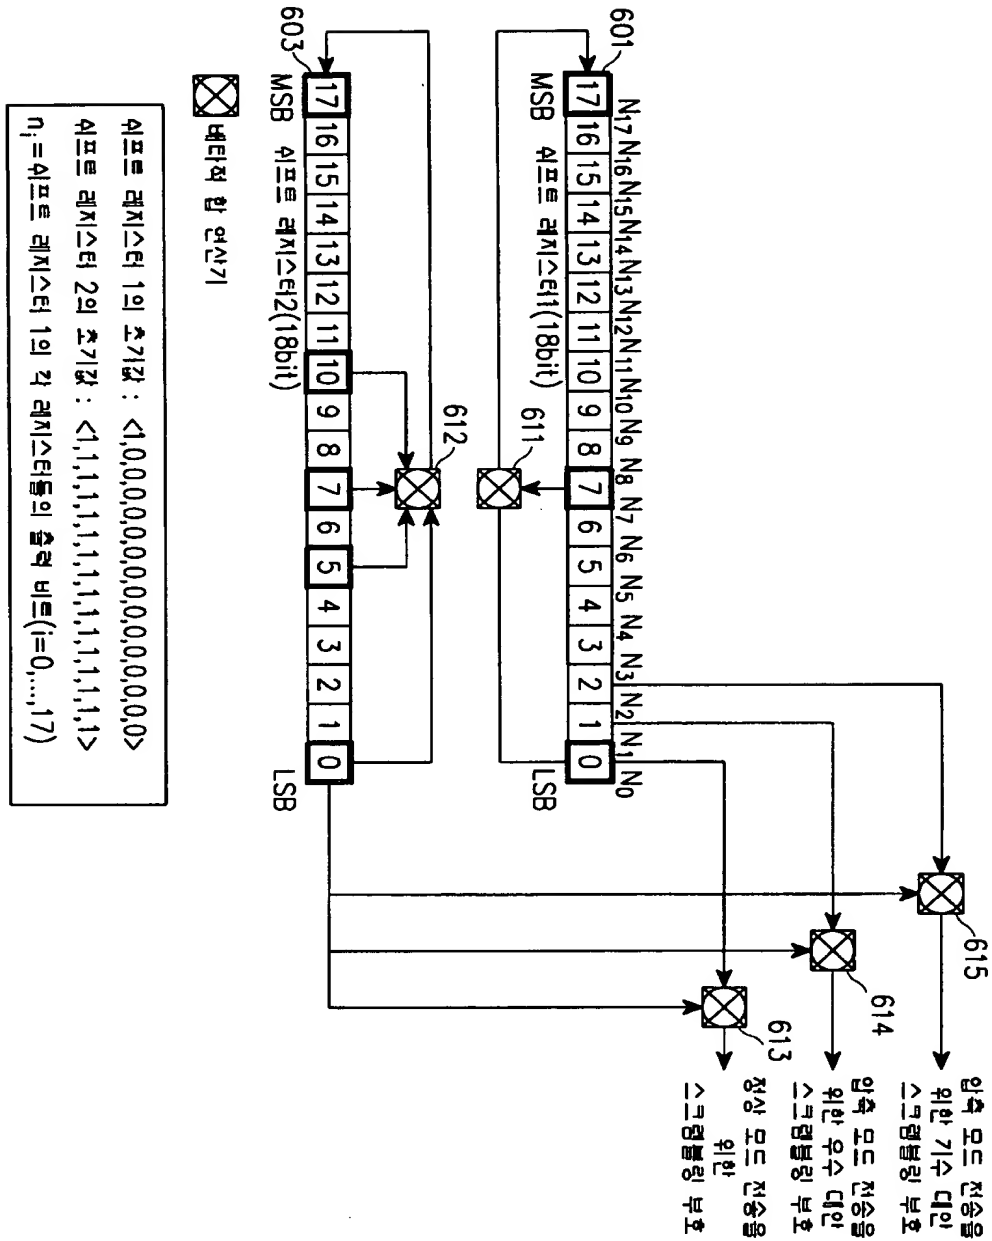 압축 모드 전송을
위한 기수 대안
스크램블링 부호
615
압축 모드 전송을
위한 우수 대안
스크램블링 부호
614
정상 모드 전송을
위한
스크램블링 부호
613
601
N17 N16 N15 N14 N13 N12 N11 N10 N9 N8 N7 N6 N5 N4 N3 N2 N1 N0
17 16 15 14 13 12 11 10 9 8 7 6 5 4 3 2 1 0
MSB 쉬프트 레지스터1(18bit) LSB
611
612
603
17 16 15 14 13 12 11 10 9 8 7 6 5 4 3 2 1 0
MSB 쉬프트 레지스터2(18bit) LSB
배타적 합 연산기
쉬프트 레지스터 1의 초기값 : <1,0,0,0,0,0,0,0,0,0,0,0,0,0,0,0,0,0>
쉬프트 레지스터 2의 초기값 : <1,1,1,1,1,1,1,1,1,1,1,1,1,1,1,1,1,1>
ni=쉬프트 레지스터 1의 각 레지스터들의 출력 비트(i=0,...,17)